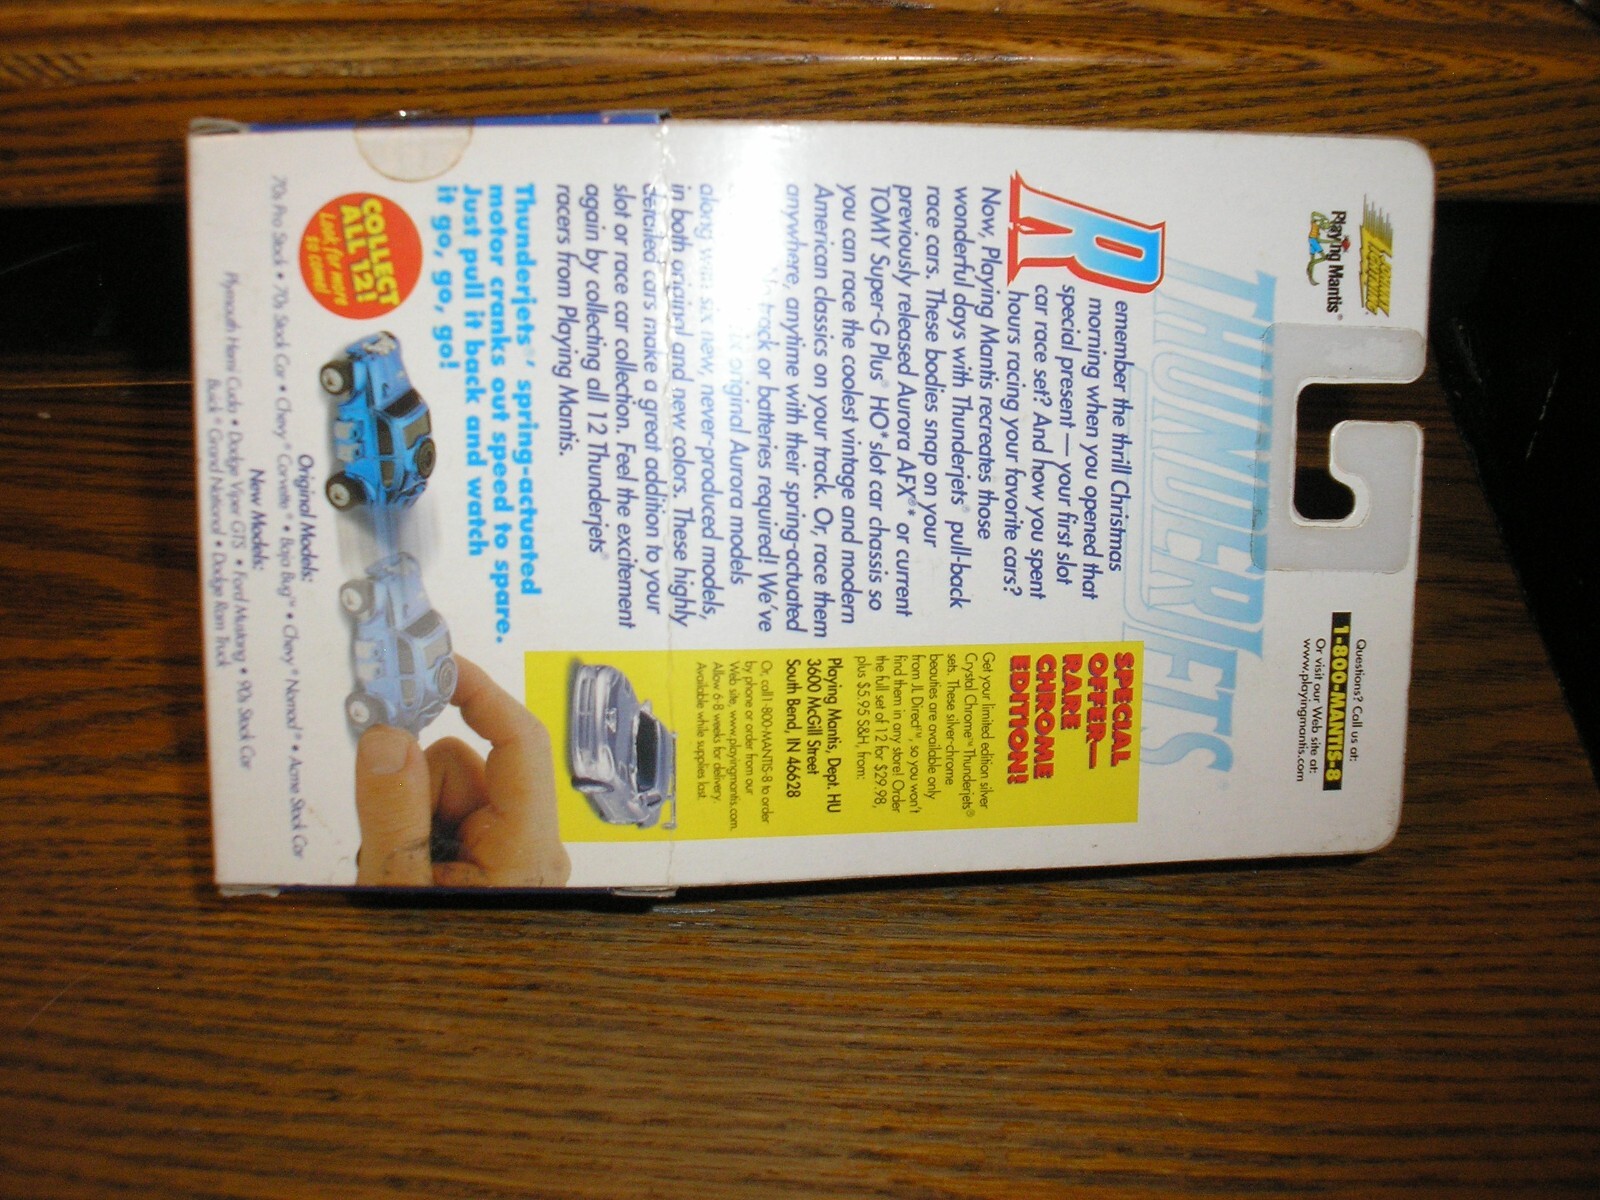 JOHNNY LIGHTNING
Playing Mantis®
Questions? Call us at:
1-800-MANTIS-8
Or visit our Web site at:
www.playingmantis.com
THUNDERJETS®
Remember the thrill Christmas
morning when you opened that
special present — your first slot
car race set? And how you spent
hours racing your favorite cars?
Now, Playing Mantis recreates those
wonderful days with Thunderjets® pull-back
race cars. These bodies snap on your
previously released Aurora AFX®* or current
TOMY Super-G Plus® HO* slot car chassis so
you can race the coolest vintage and modern
American classics on your track. Or, race them
anywhere, anytime with their spring-actuated
track or batteries required! We've
original Aurora models
along with six new, never-produced models,
in both original and new colors. These highly
detailed cars make a great addition to your
slot or race car collection. Feel the excitement
again by collecting all 12 Thunderjets®
racers from Playing Mantis.
Thunderjets®' spring-actuated
motor cranks out speed to spare.
Just pull it back and watch
it go, go, go!
SPECIAL
OFFER—
RARE
CHROME
EDITION!
Get your limited edition silver
Crystal Chrome™ Thunderjets®
sets. These silver-chrome
beauties are available only
from JL Direct™, so you won't
find them in any store! Order
the full set of 12 for $29.98,
plus $5.95 S&H, from:
Playing Mantis, Dept. HU
3600 McGill Street
South Bend, IN 46628
Or, call 1-800-MANTIS-8 to order
by phone or order from our
Web site, www.playingmantis.com.
Allow 6-8 weeks for delivery.
Available while supplies last.
COLLECT
ALL 12!
Look for more
to come!
Original Models:
70s Pro Stock • 70s Stock Car • Chevy® Corvette® • Baja Bug™ • Chevy® Nomad® • Acme Stock Car
New Models:
Plymouth Hemi Cuda • Dodge Viper GTS • Ford Mustang • 90s Stock Car
Buick® Grand National • Dodge Ram Truck